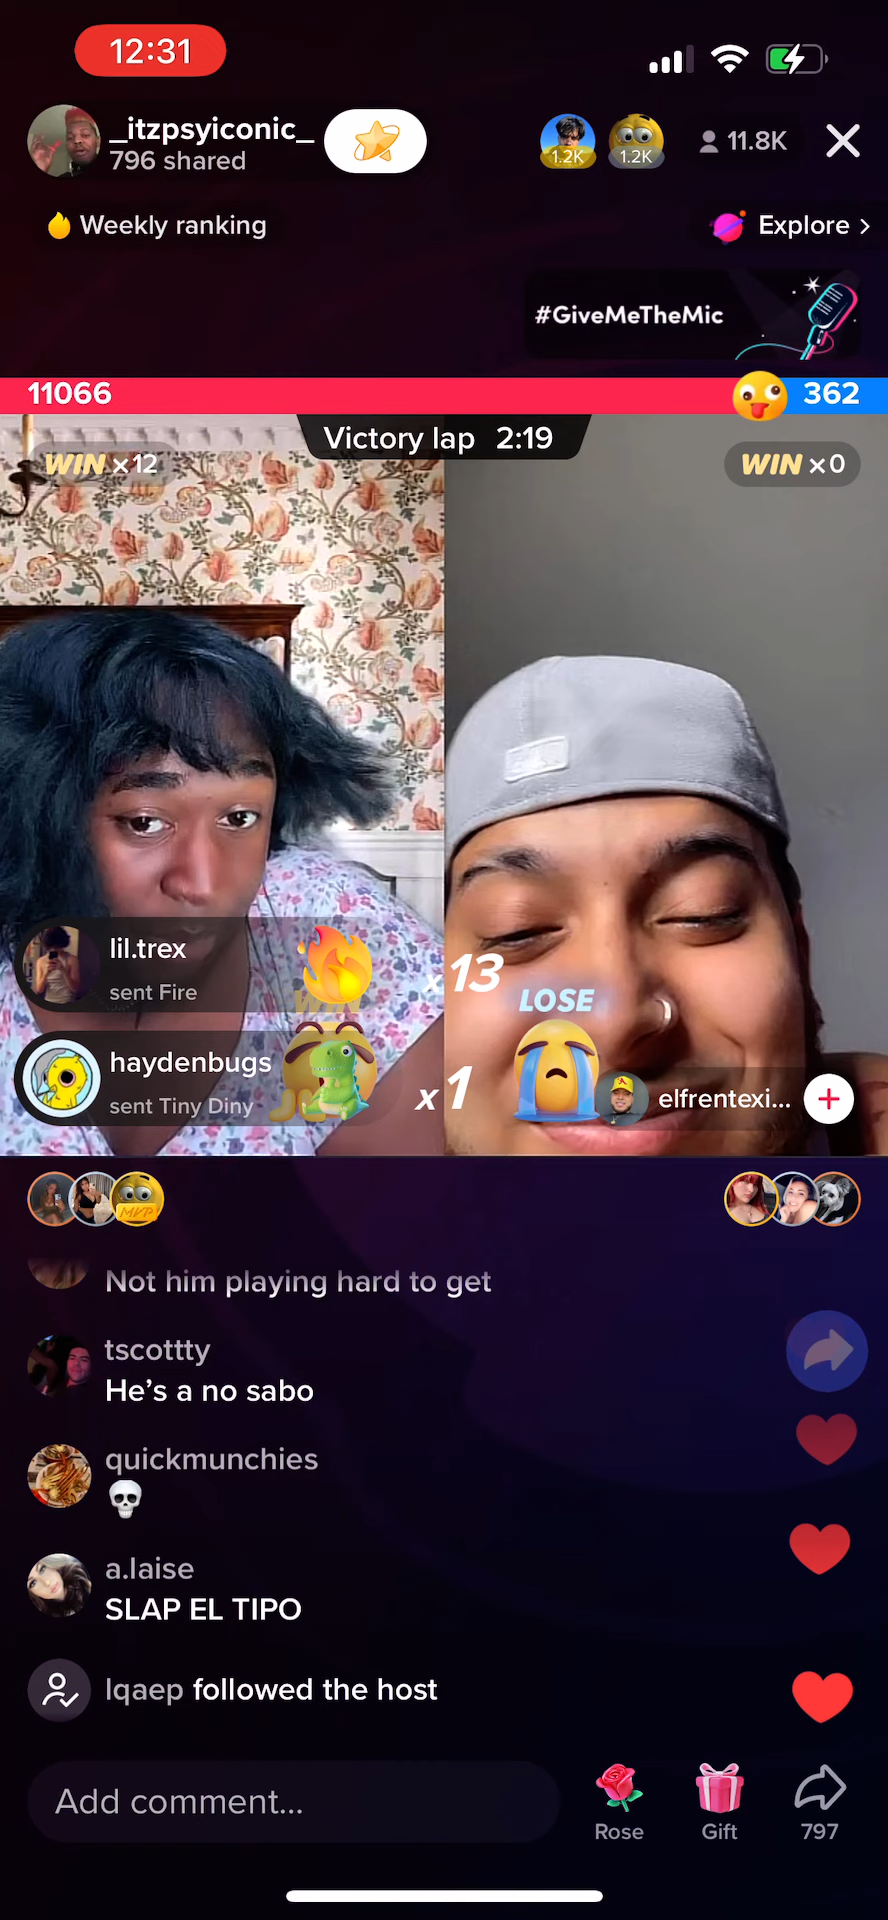 12:31
_itzpsyiconic_
796 shared
1.2K
1.2K
11.8K
Weekly ranking
Explore >
#GiveMeTheMic
11066
362
Victory lap 2:19
WIN x12
WIN x0
lil.trex
sent Fire
x13
WIN
LOSE
haydenbugs
sent Tiny Diny
x1
elfrentexi...
MVP
Not him playing hard to get
tscottty
He's a no sabo
quickmunchies
a.laise
SLAP EL TIPO
lqaep followed the host
Add comment...
Rose
Gift
797